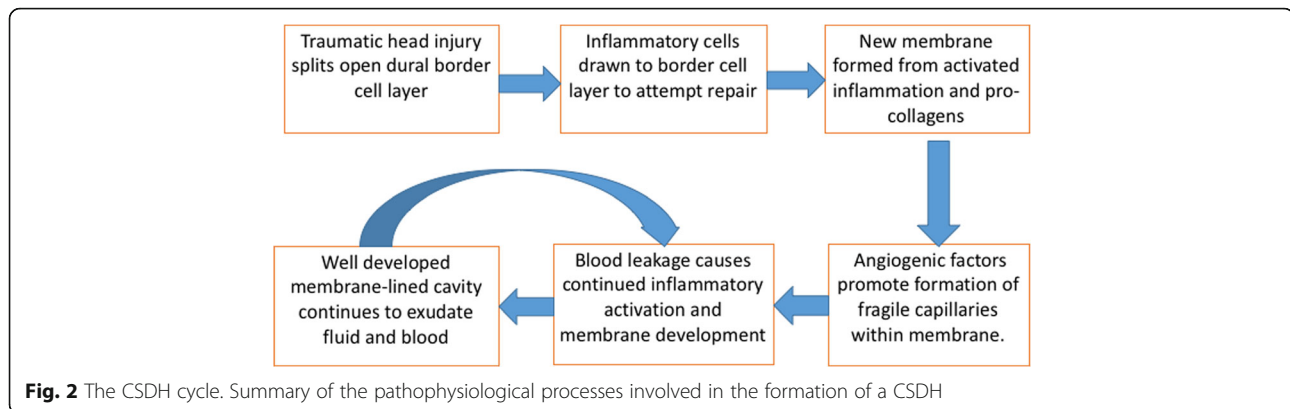 Traumatic head injury
splits open dural border
cell layer
Inflammatory cells
drawn to border cell
layer to attempt repair
New membrane
formed from activated
inflammation and pro-
collagens
Well developed
membrane-lined cavity
continues to exudate
fluid and blood
Blood leakage causes
continued inflammatory
activation and
membrane development
Angiogenic factors
promote formation of
fragile capillaries
within membrane.
Fig. 2 The CSDH cycle. Summary of the pathophysiological processes involved in the formation of a CSDH